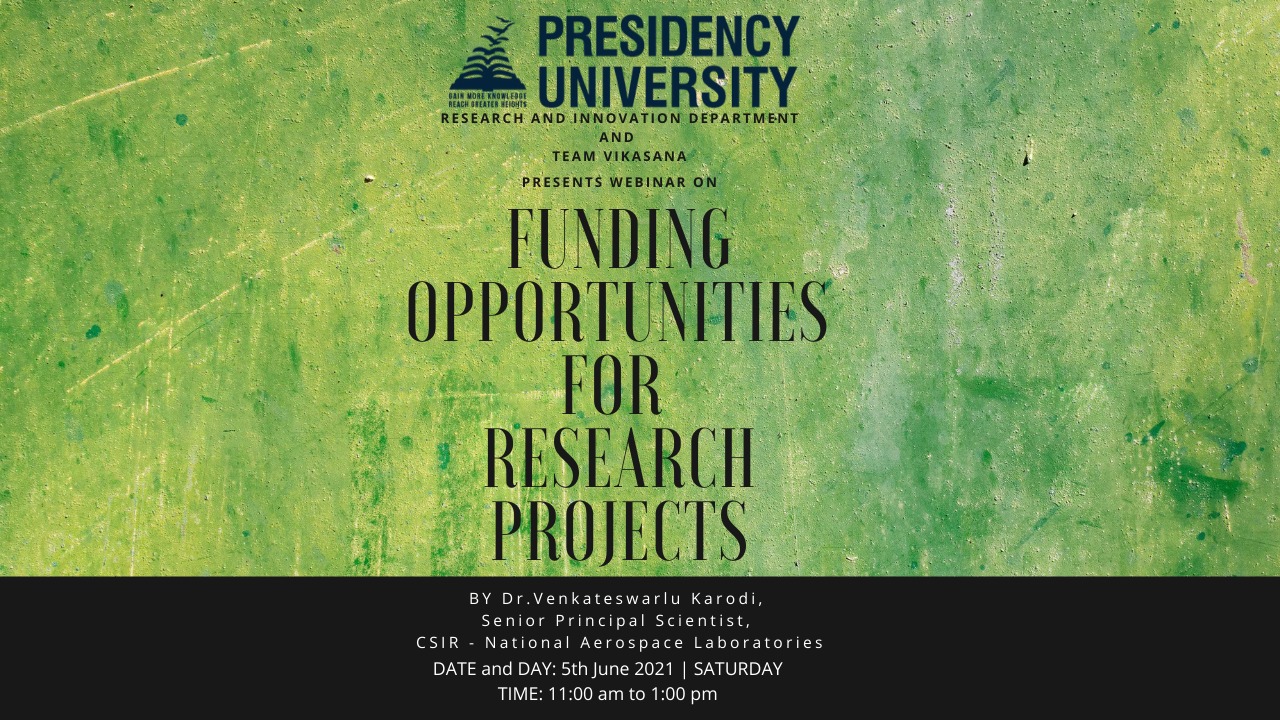 PRESIDENCY
UNIVERSITY
GAIN MORE KNOWLEDGE
REACH GREATER HEIGHTS
RESEARCH AND INNOVATION DEPARTMENT
AND
TEAM VIKASANA
PRESENTS WEBINAR ON
FUNDING
OPPORTUNITIES
FOR
RESEARCH
PROJECTS
BY Dr.Venkateswarlu Karodi,
Senior Principal Scientist,
CSIR - National Aerospace Laboratories
DATE and DAY: 5th June 2021 | SATURDAY
TIME: 11:00 am to 1:00 pm